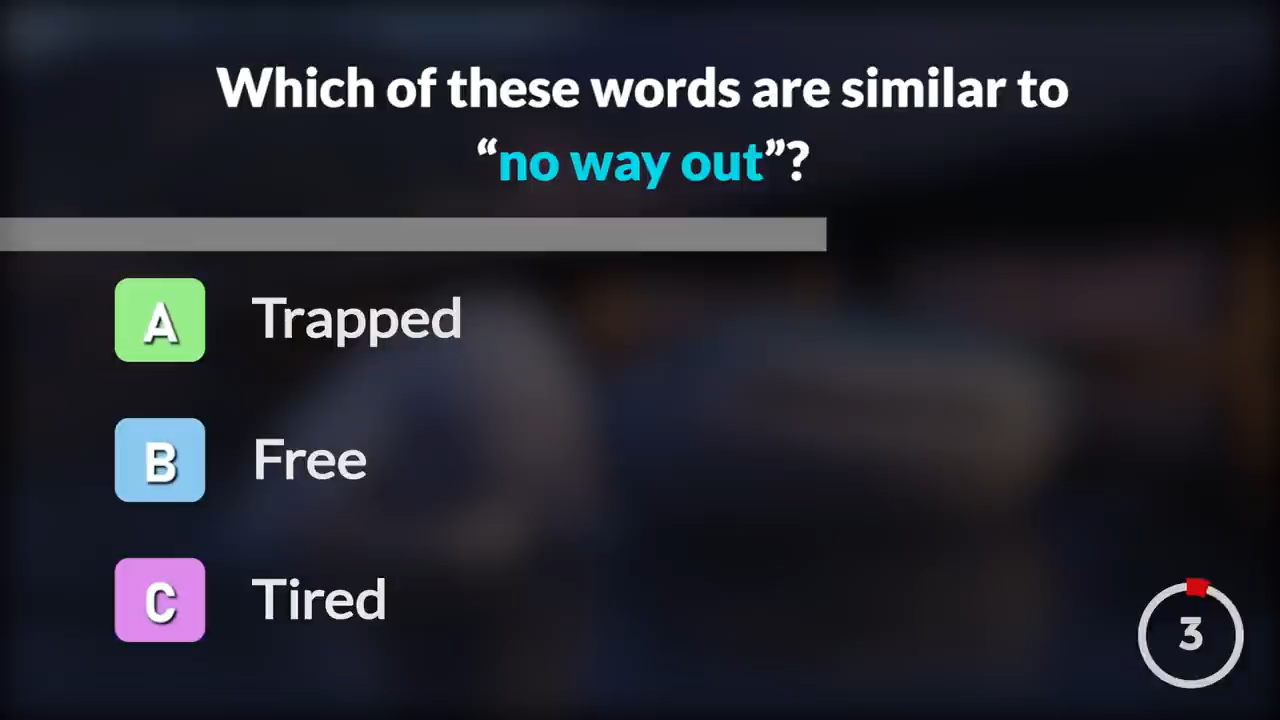 Which of these words are similar to
“no way out”?
A Trapped
B Free
C Tired
3